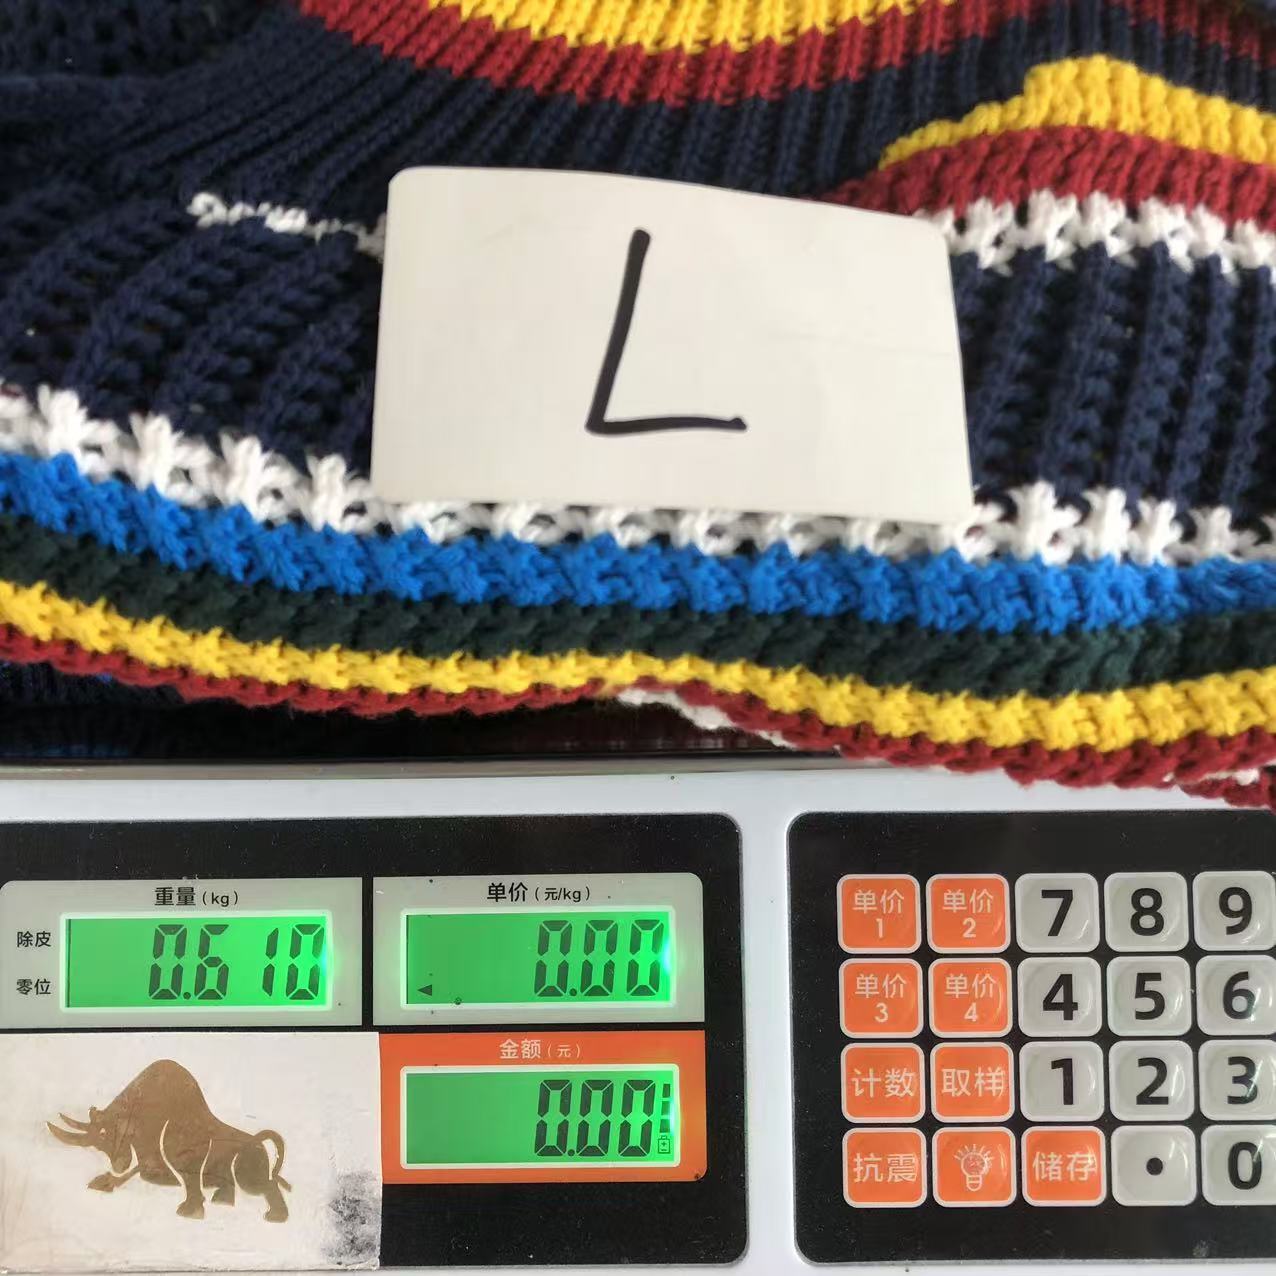 L
重量(kg)
单价(元/kg)
除皮
零位
0.610
0.00
金额(元)
0.00
单价1 单价2 7 8 9
单价3 单价4 4 5 6
计数 取样 1 2 3
抗震 储存 • 0